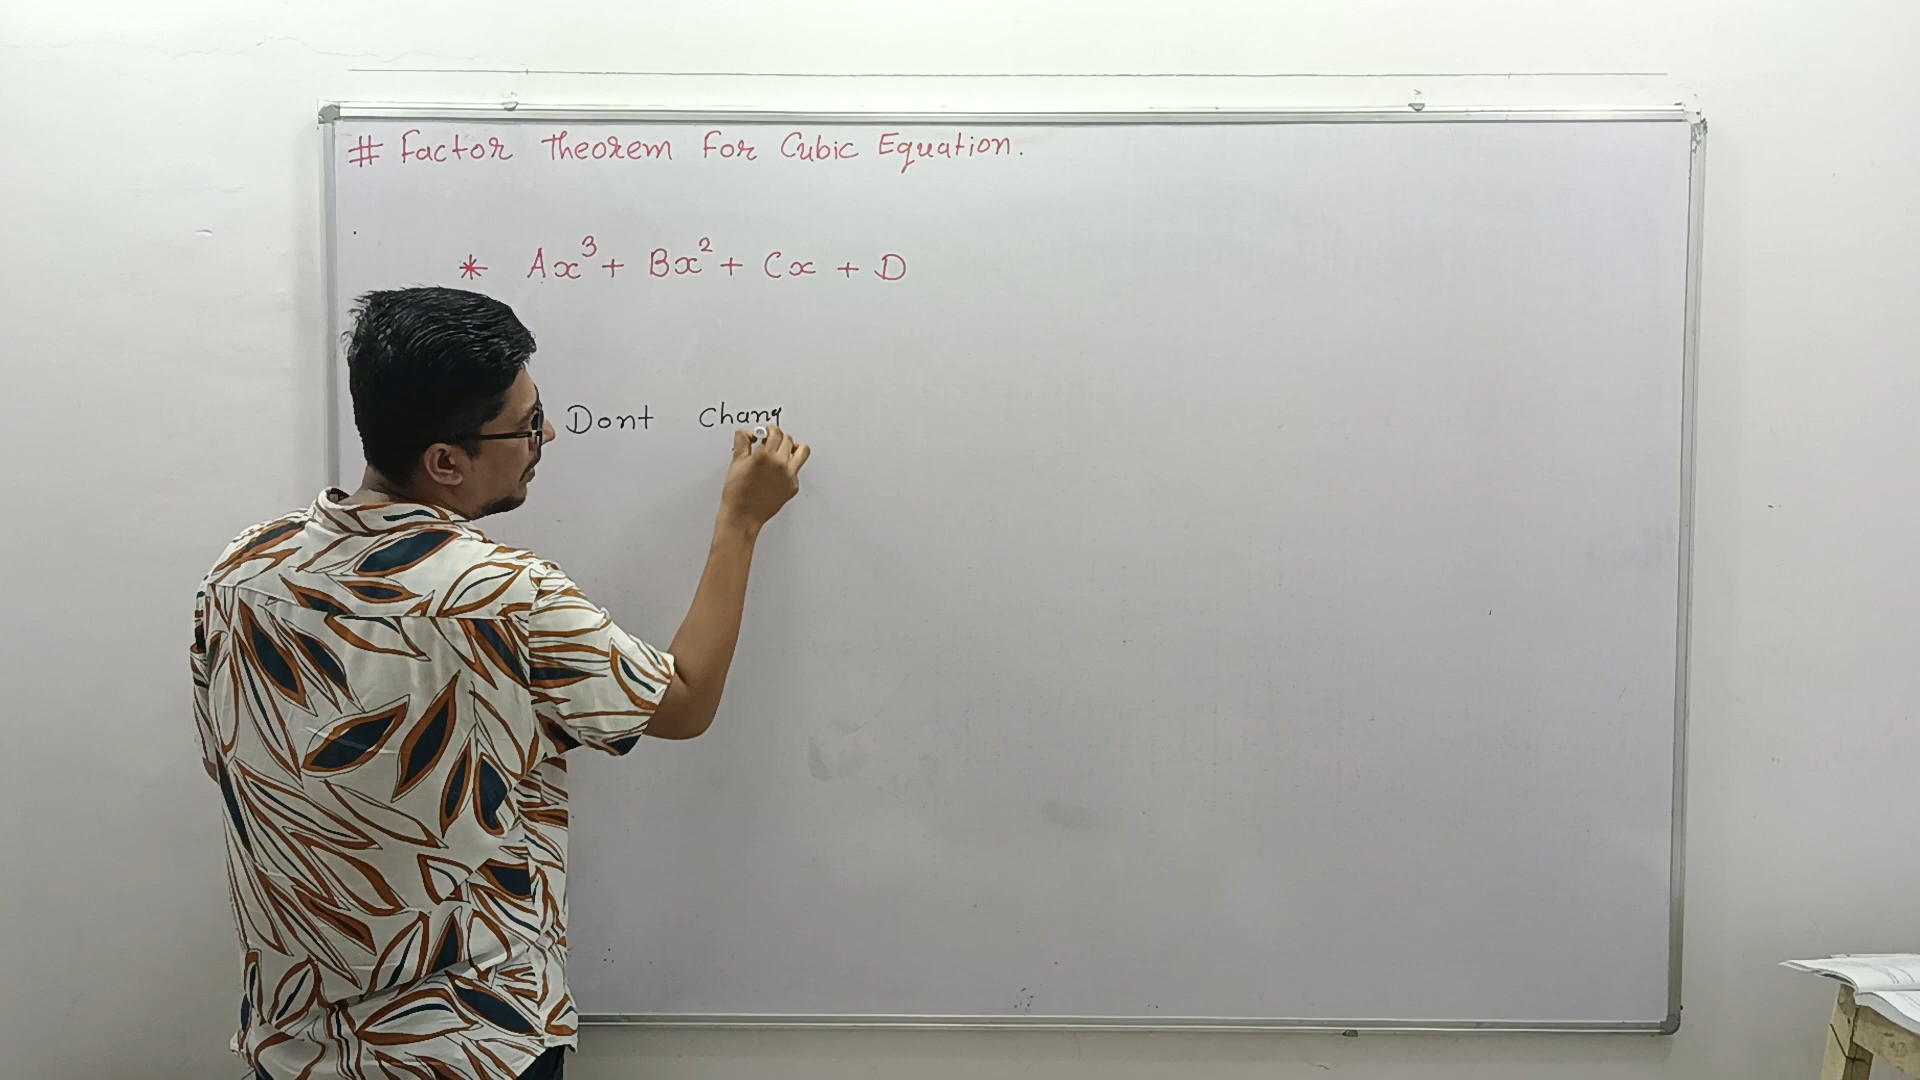 # Factor Theorem For Cubic Equation.
* Ax³ + Bx² + Cx + D
Dont Chang